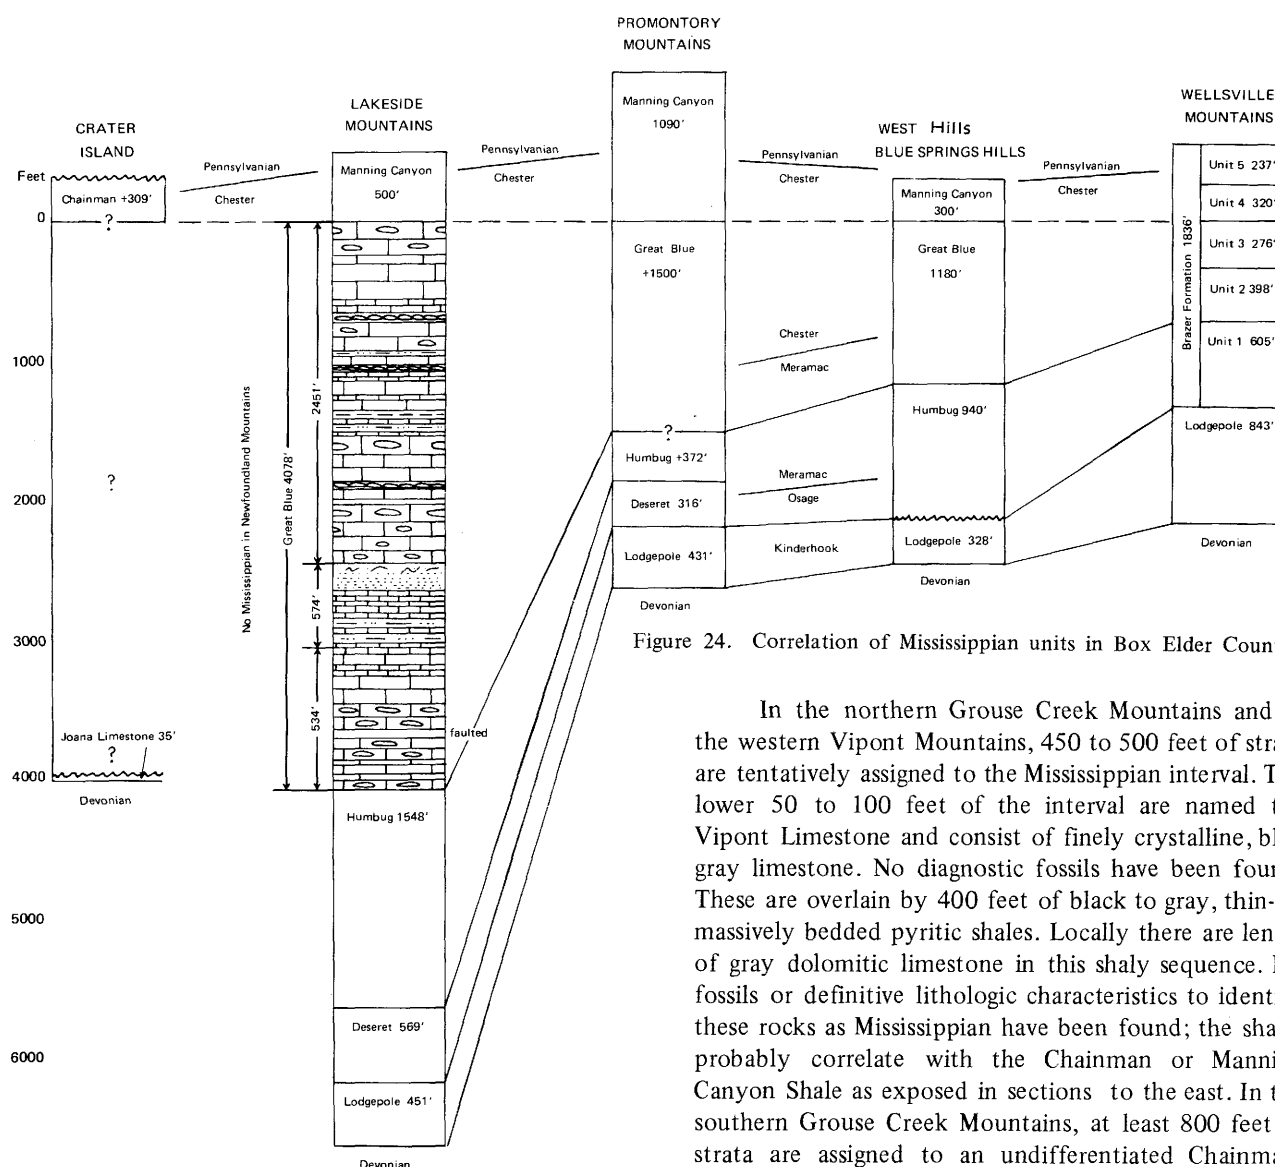 PROMONTORY
MOUNTAINS
LAKESIDE
MOUNTAINS
WELLSVILLE
MOUNTAINS
CRATER
ISLAND
WEST Hills
BLUE SPRINGS HILLS
Manning Canyon
1090'
Pennsylvanian
Chester
Pennsylvanian
Chester
Pennsylvanian
Chester
Pennsylvanian
Chester
Feet
Chainman +309'
Manning Canyon
500'
Manning Canyon
300'
Unit 5 237'
Unit 4 320'
0
?
Great Blue
+1500'
Great Blue
1180'
Brazer Formation 1836'
Unit 3 276'
Unit 2 398'
Unit 1 605'
1000
Chester
Meramac
No Mississippian in Newfoundland Mountains
Great Blue 4078'
2451'
574'
534'
Humbug 940'
Lodgepole 843'
?
Humbug +372'
2000
?
Meramac
Osage
Deseret 316'
Lodgepole 431'
Kinderhook
Lodgepole 328'
Devonian
Devonian
Devonian
3000
Figure 24. Correlation of Mississippian units in Box Elder Coun
Joana Limestone 35'
?
4000
Devonian
faulted
Humbug 1548'
5000
Deseret 569'
6000
Lodgepole 451'
Devonian
In the northern Grouse Creek Mountains and
the western Vipont Mountains, 450 to 500 feet of stra
are tentatively assigned to the Mississippian interval. T
lower 50 to 100 feet of the interval are named t
Vipont Limestone and consist of finely crystalline, bl
gray limestone. No diagnostic fossils have been foun
These are overlain by 400 feet of black to gray, thin-
massively bedded pyritic shales. Locally there are len
of gray dolomitic limestone in this shaly sequence.
fossils or definitive lithologic characteristics to identi
these rocks as Mississippian have been found; the sha
probably correlate with the Chainman or Manni
Canyon Shale as exposed in sections to the east. In t
southern Grouse Creek Mountains, at least 800 feet
strata are assigned to an undifferentiated Chainma